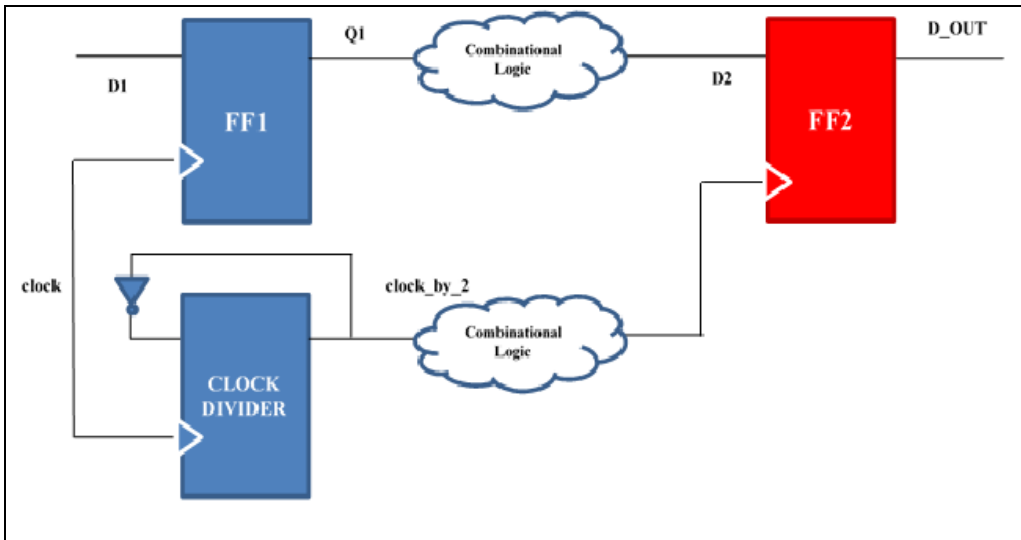 Q1
D_OUT
Combinational
Logic
D1
D2
FF1
FF2
clock
clock_by_2
Combinational
Logic
CLOCK
DIVIDER